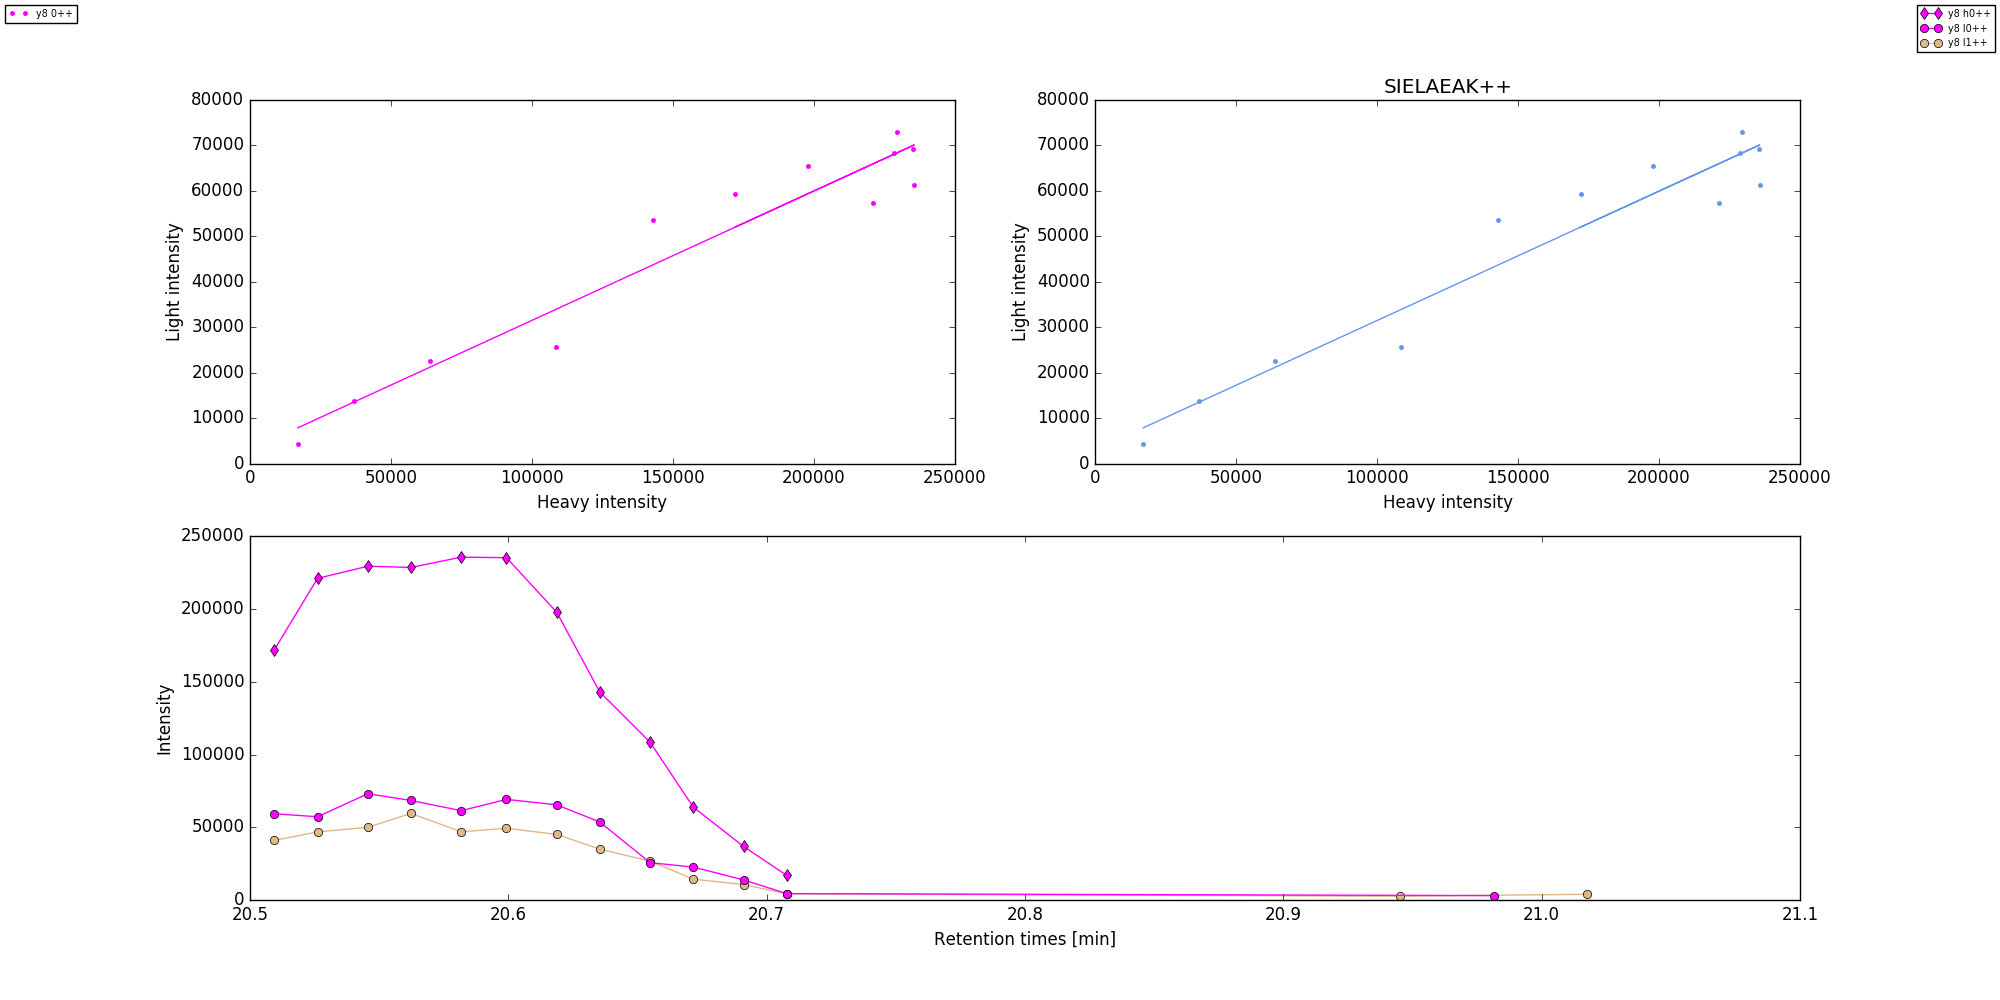 y8 0++
y8 h0++
y8 l0++
y8 l1++
SIELAEAK++
80000
70000
60000
50000
40000
30000
20000
10000
0
Light intensity
0 50000 100000 150000 200000 250000
Heavy intensity
80000
70000
60000
50000
40000
30000
20000
10000
0
Light intensity
0 50000 100000 150000 200000 250000
Heavy intensity
250000
200000
150000
100000
50000
0
Intensity
20.5 20.6 20.7 20.8 20.9 21.0 21.1
Retention times [min]